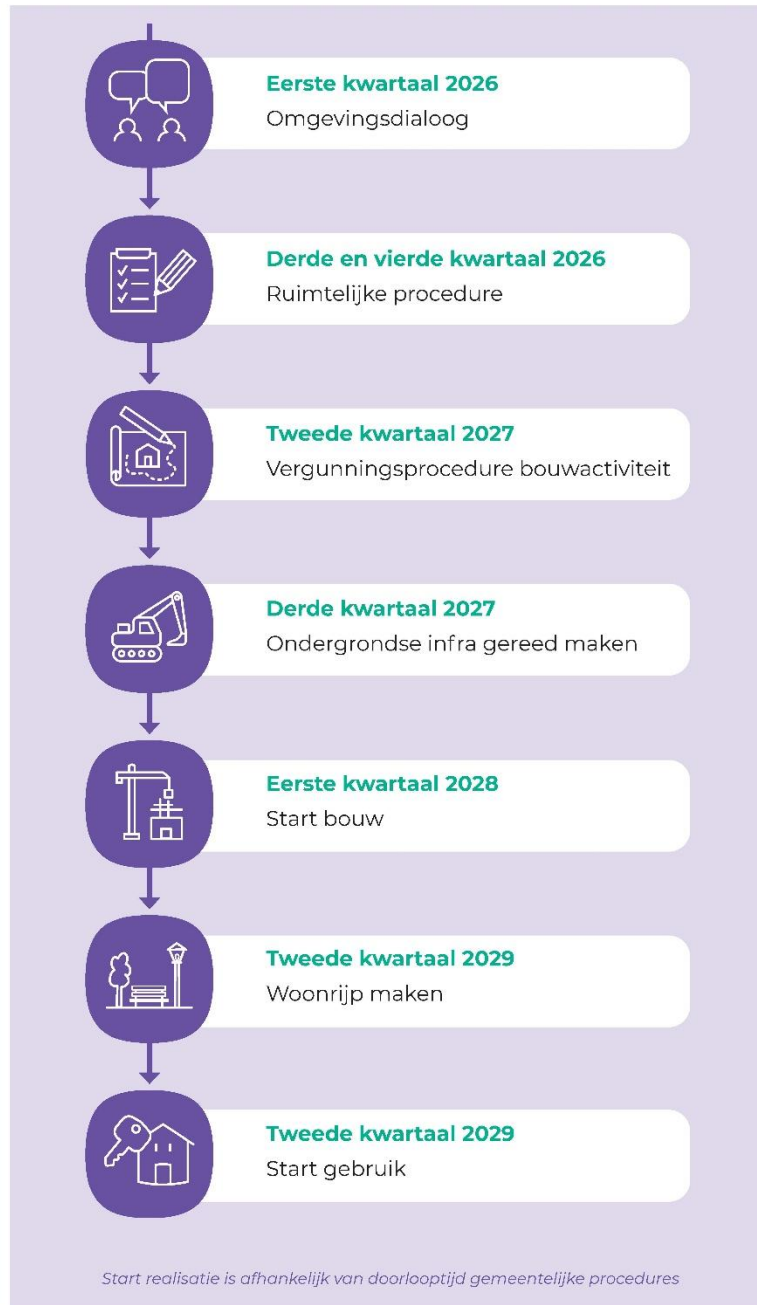 Eerste kwartaal 2026
Omgevingsdialoog
Derde en vierde kwartaal 2026
Ruimtelijke procedure
Tweede kwartaal 2027
Vergunningsprocedure bouwactiviteit
Derde kwartaal 2027
Ondergrondse infra gereed maken
Eerste kwartaal 2028
Start bouw
Tweede kwartaal 2029
Woonrijp maken
Tweede kwartaal 2029
Start gebruik
Start realisatie is afhankelijk van doorlooptijd gemeentelijke procedures